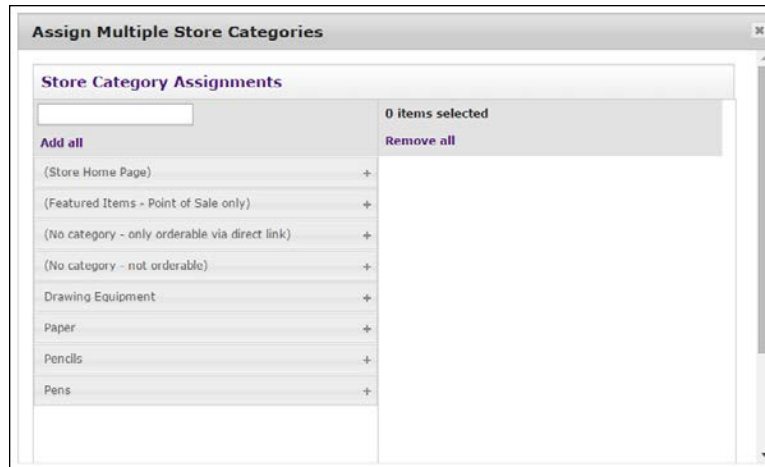 Assign Multiple Store Categories
Store Category Assignments
0 items selected
Add all
Remove all
(Store Home Page)
(Featured Items - Point of Sale only)
(No category - only orderable via direct link)
(No category - not orderable)
Drawing Equipment
Paper
Pencils
Pens